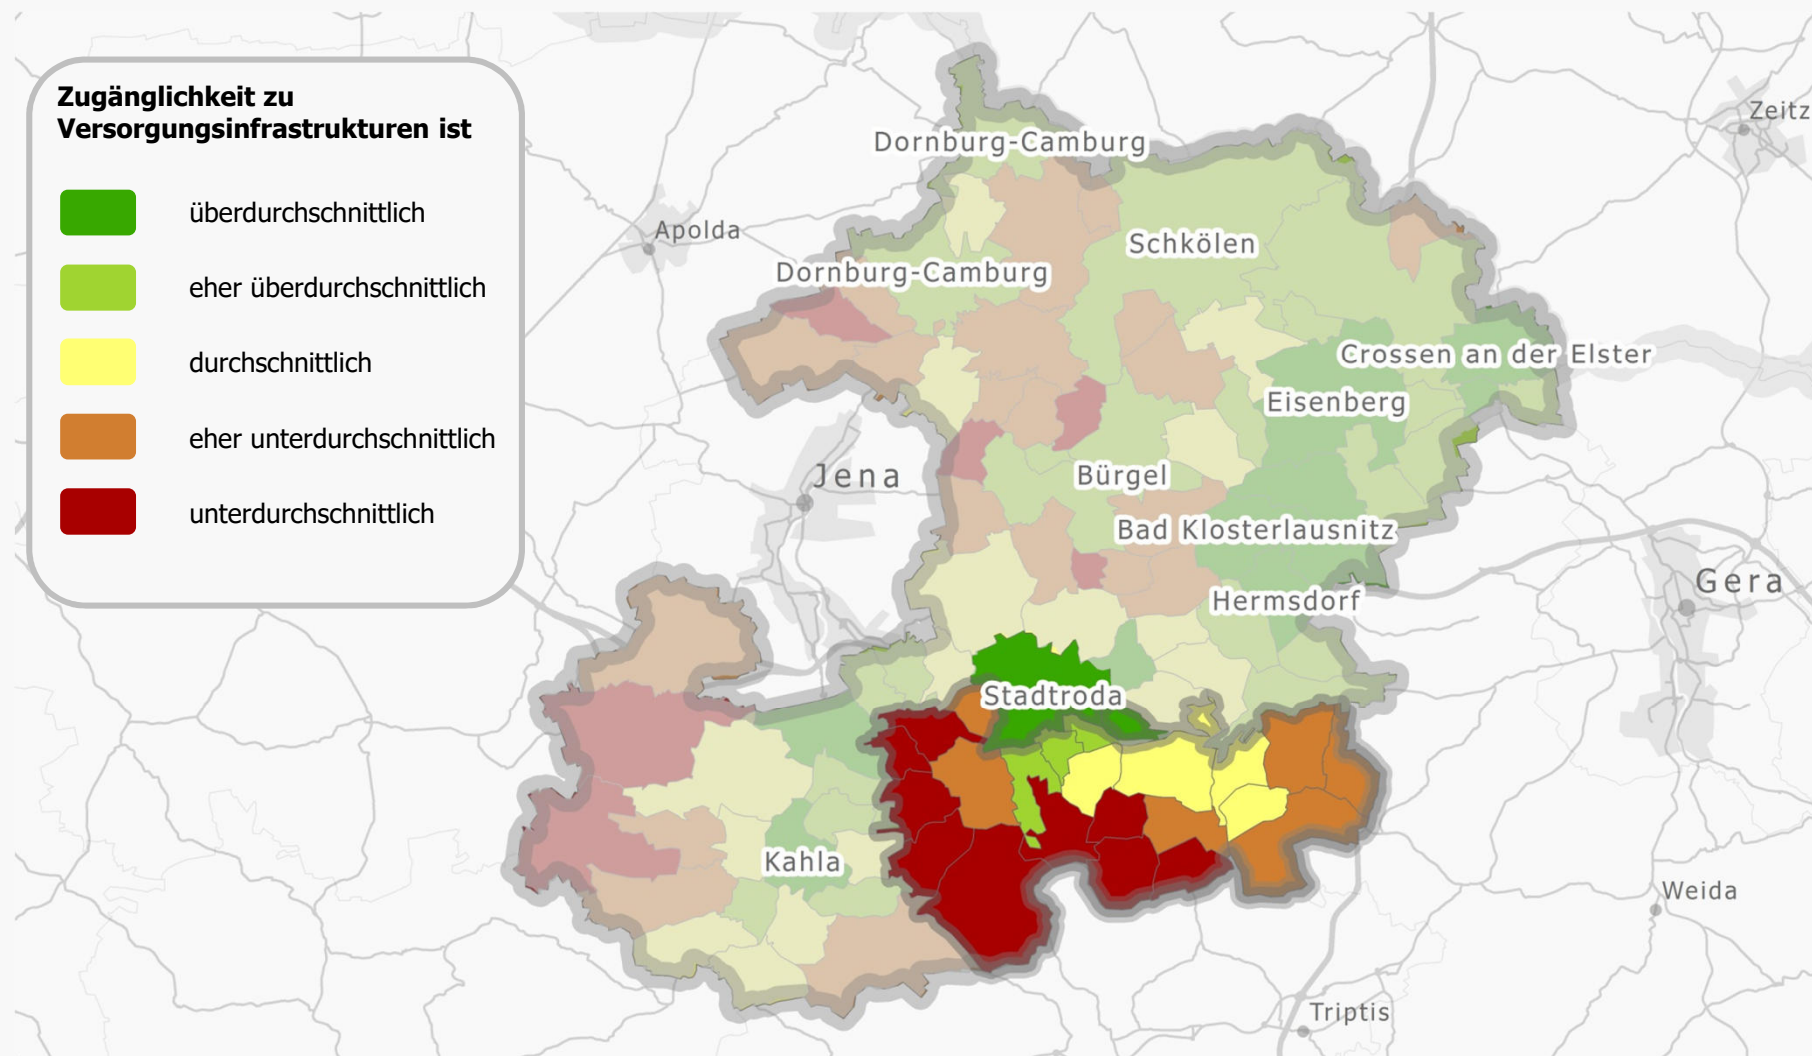 Zugänglichkeit zu
Versorgungsinfrastrukturen ist
überdurchschnittlich
eher überdurchschnittlich
durchschnittlich
eher unterdurchschnittlich
unterdurchschnittlich
Zeitz
Dornburg-Camburg
Apolda
Schkölen
Dornburg-Camburg
Crossen an der Elster
Eisenberg
Jena
Bürgel
Bad Klosterlausnitz
Gera
Hermsdorf
Stadtroda
Kahla
Weida
Triptis